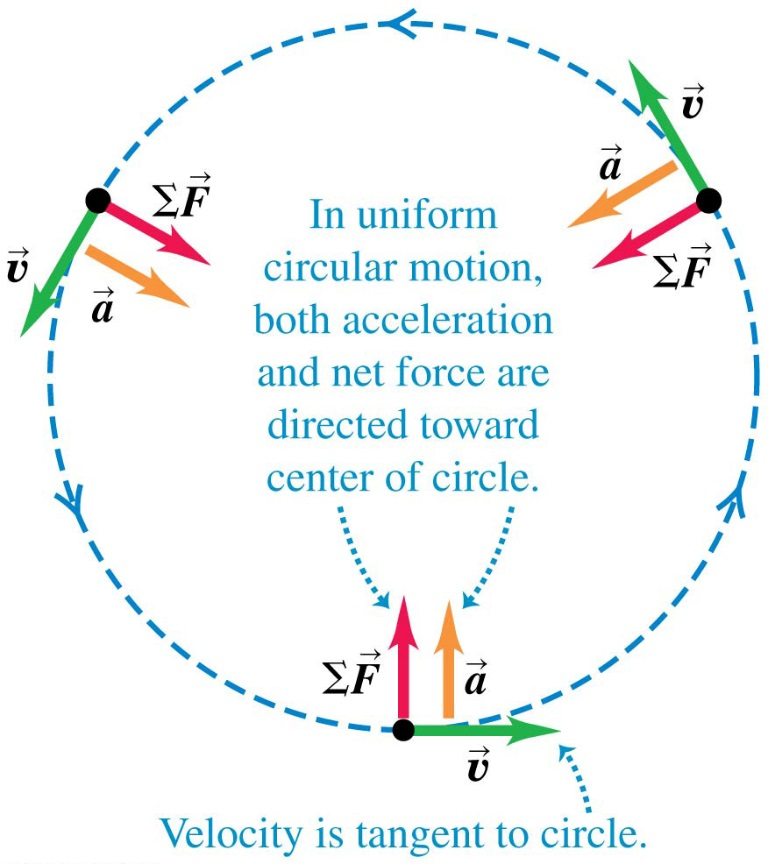 v⃗
a⃗
ΣF⃗
ΣF⃗
v⃗
a⃗
In uniform
circular motion,
both acceleration
and net force are
directed toward
center of circle.
ΣF⃗
a⃗
v⃗
Velocity is tangent to circle.